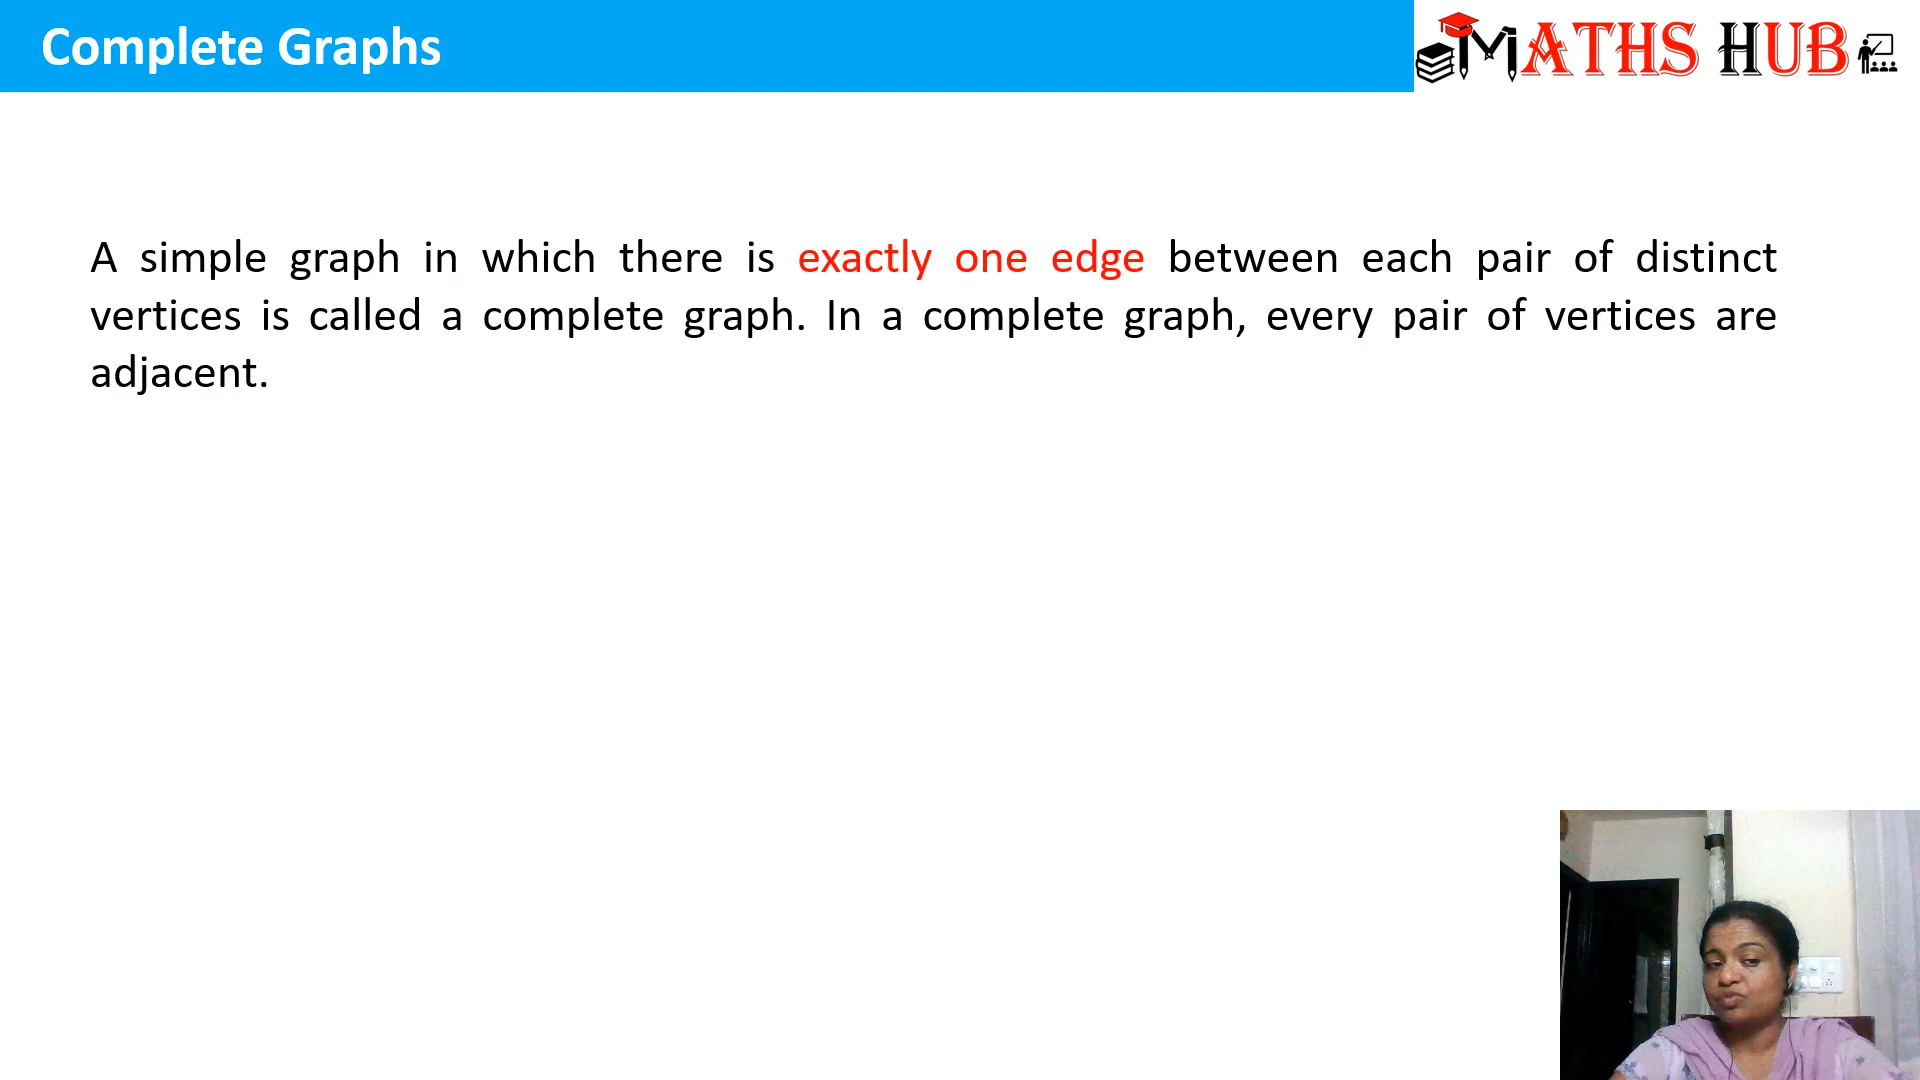 Complete Graphs
MATHS HUB
A simple graph in which there is exactly one edge between each pair of distinct
vertices is called a complete graph. In a complete graph, every pair of vertices are
adjacent.